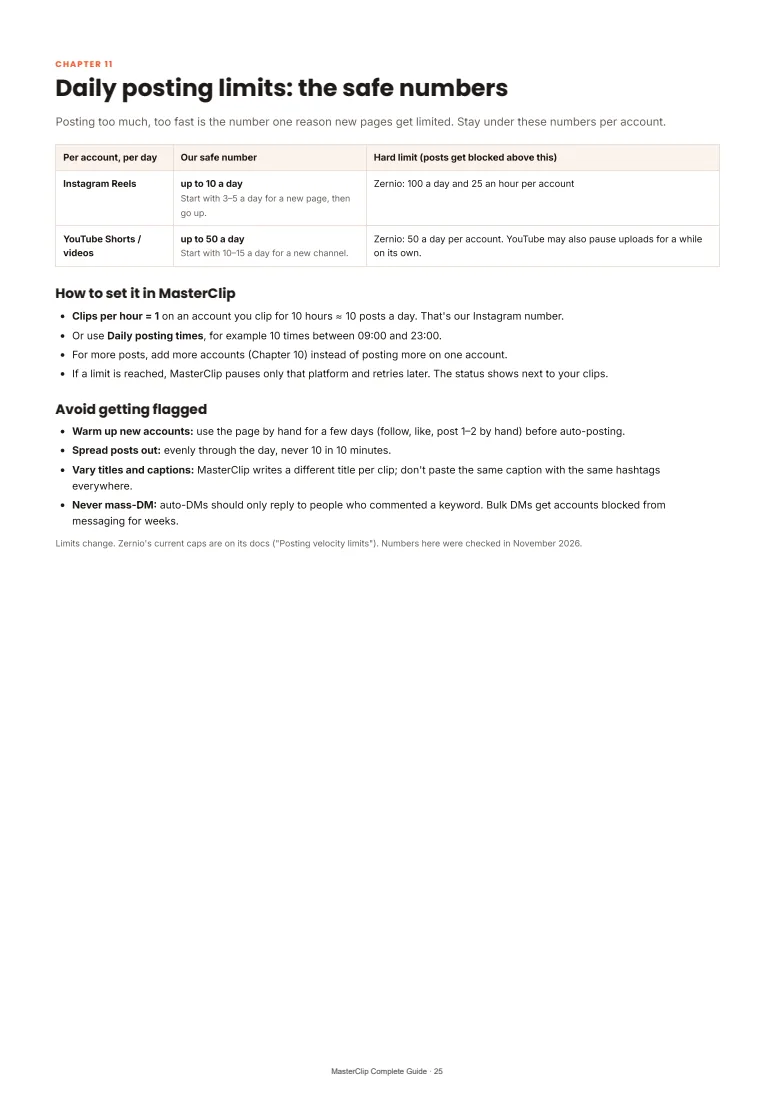 CHAPTER 11
Daily posting limits: the safe numbers
Posting too much, too fast is the number one reason new pages get limited. Stay under these numbers per account.
Per account, per day
Our safe number
Hard limit (posts get blocked above this)
Instagram Reels
up to 10 a day
Start with 3–5 a day for a new page, then
go up.
Zernio: 100 a day and 25 an hour per account
YouTube Shorts /
videos
up to 50 a day
Start with 10–15 a day for a new channel.
Zernio: 50 a day per account. YouTube may also pause uploads for a while
on its own.
How to set it in MasterClip
• Clips per hour = 1 on an account you clip for 10 hours ≈ 10 posts a day. That's our Instagram number.
• Or use Daily posting times, for example 10 times between 09:00 and 23:00.
• For more posts, add more accounts (Chapter 10) instead of posting more on one account.
• If a limit is reached, MasterClip pauses only that platform and retries later. The status shows next to your clips.
Avoid getting flagged
• Warm up new accounts: use the page by hand for a few days (follow, like, post 1–2 by hand) before auto-posting.
• Spread posts out: evenly through the day, never 10 in 10 minutes.
• Vary titles and captions: MasterClip writes a different title per clip; don't paste the same caption with the same hashtags
everywhere.
• Never mass-DM: auto-DMs should only reply to people who commented a keyword. Bulk DMs get accounts blocked from
messaging for weeks.
Limits change. Zernio's current caps are on its docs ("Posting velocity limits"). Numbers here were checked in November 2026.
MasterClip Complete Guide · 25